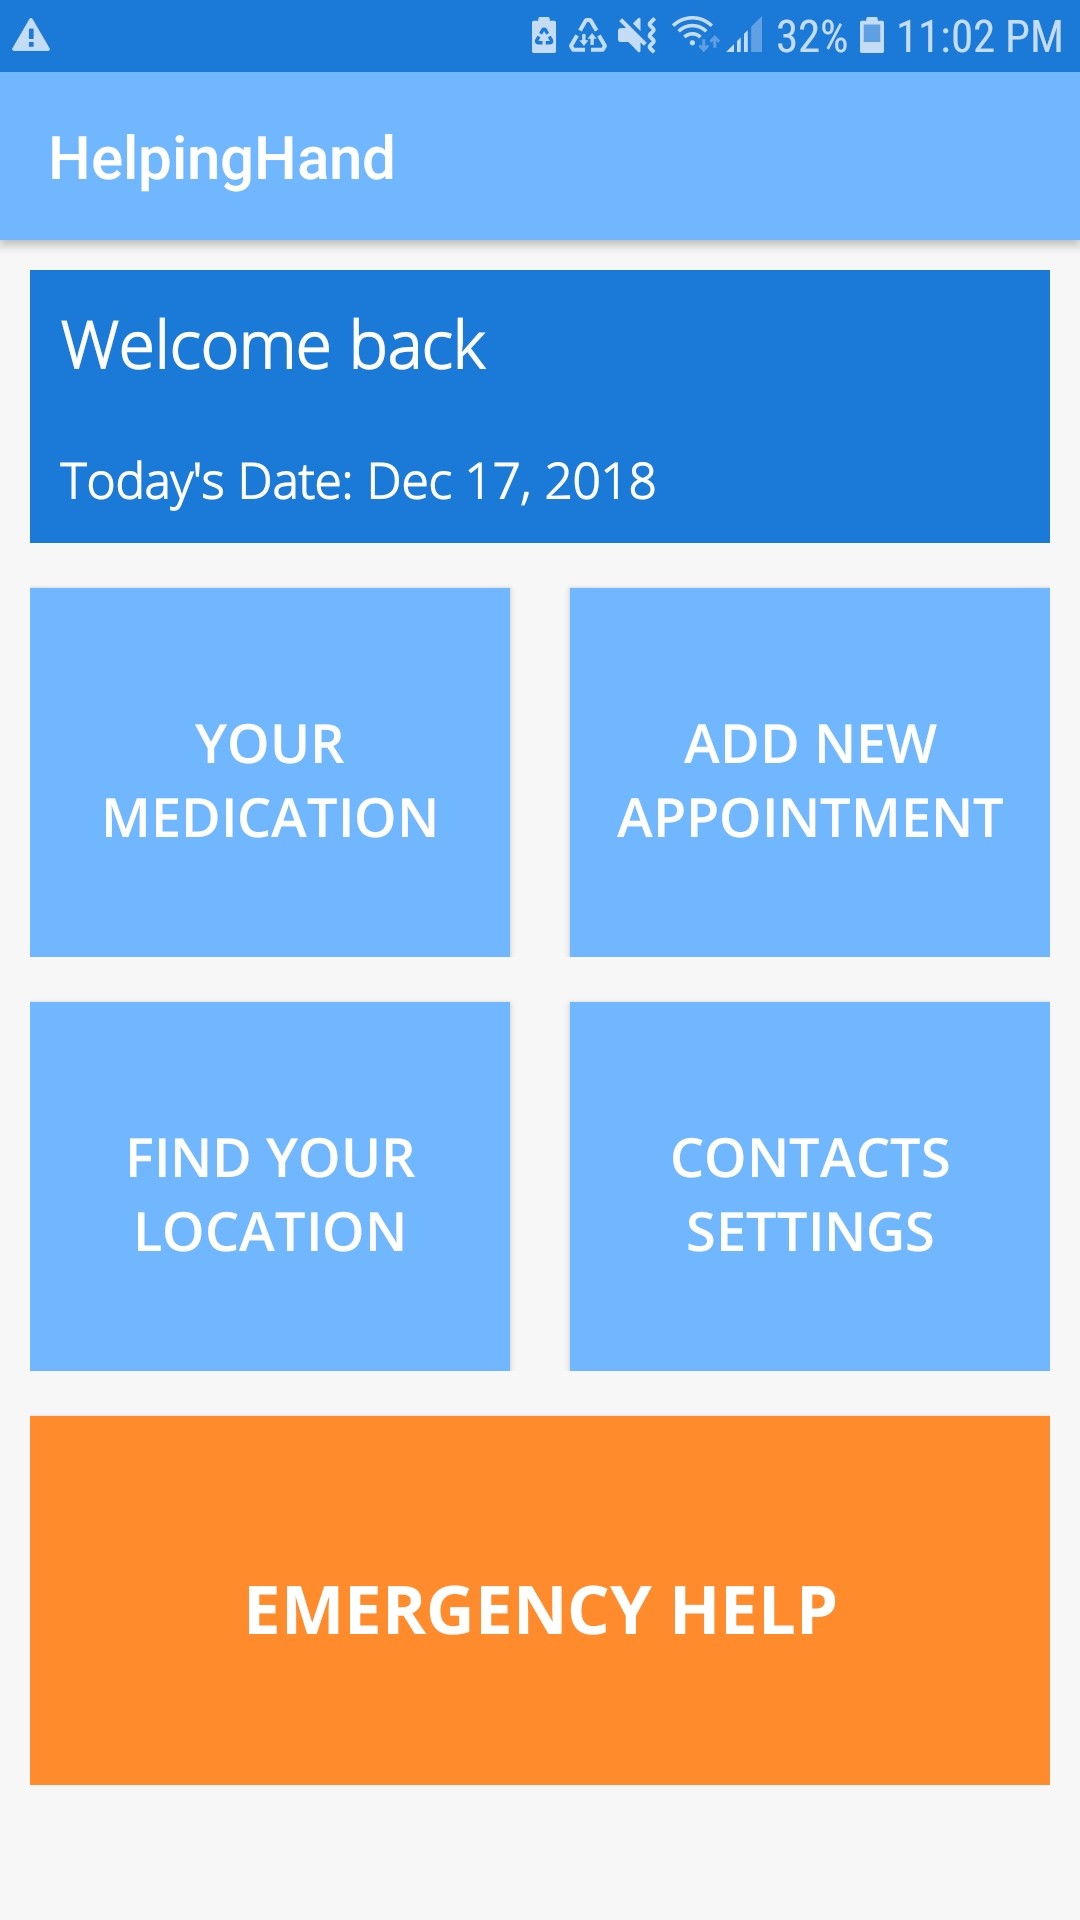 32% 11:02 PM
HelpingHand
Welcome back
Today's Date: Dec 17, 2018
YOUR
MEDICATION
ADD NEW
APPOINTMENT
FIND YOUR
LOCATION
CONTACTS
SETTINGS
EMERGENCY HELP